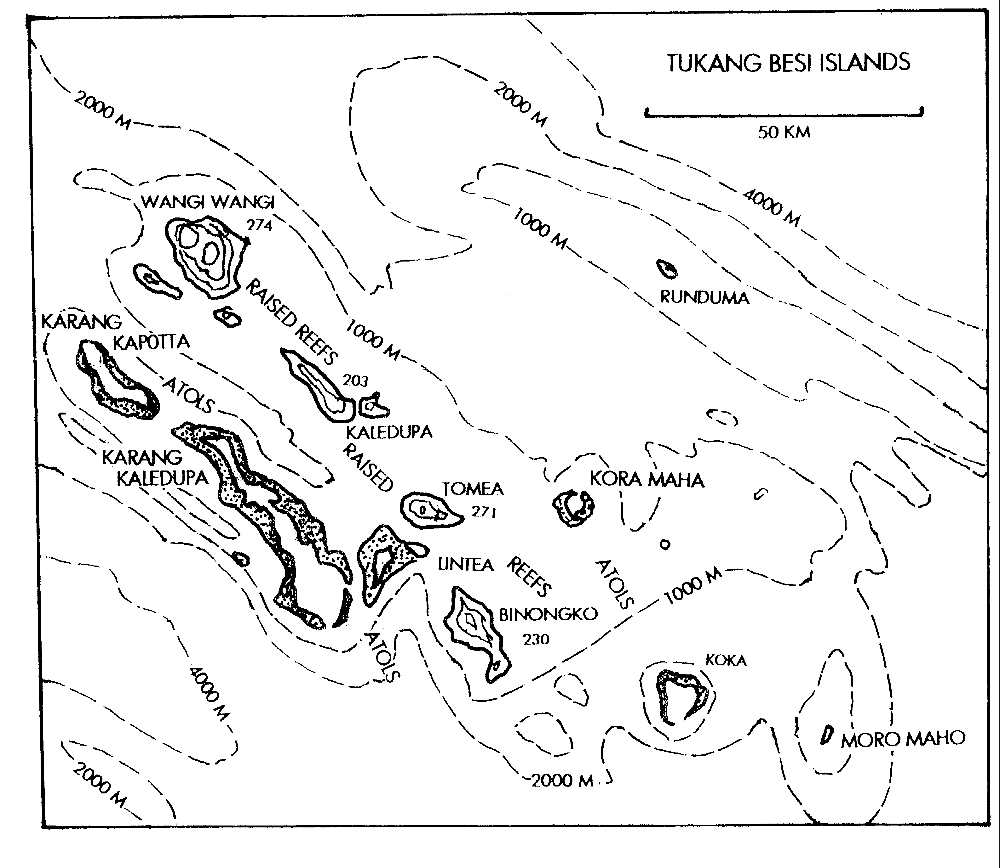 TUKANG BESI ISLANDS
50 KM
2000 M
2000 M
4000 M
WANGI WANGI
274
1000 M
RUNDUMA
RAISED REEFS
1000 M
KARANG
KAPOTTA
ATOLS
203
KALEDUPA
RAISED
KARANG
KALEDUPA
TOMEA
271
KORA MAHA
LINTEA
REEFS
ATOLS
1000 M
BINONGKO
230
ATOLS
KOKA
4000 M
MORO MAHO
2000 M
2000 M